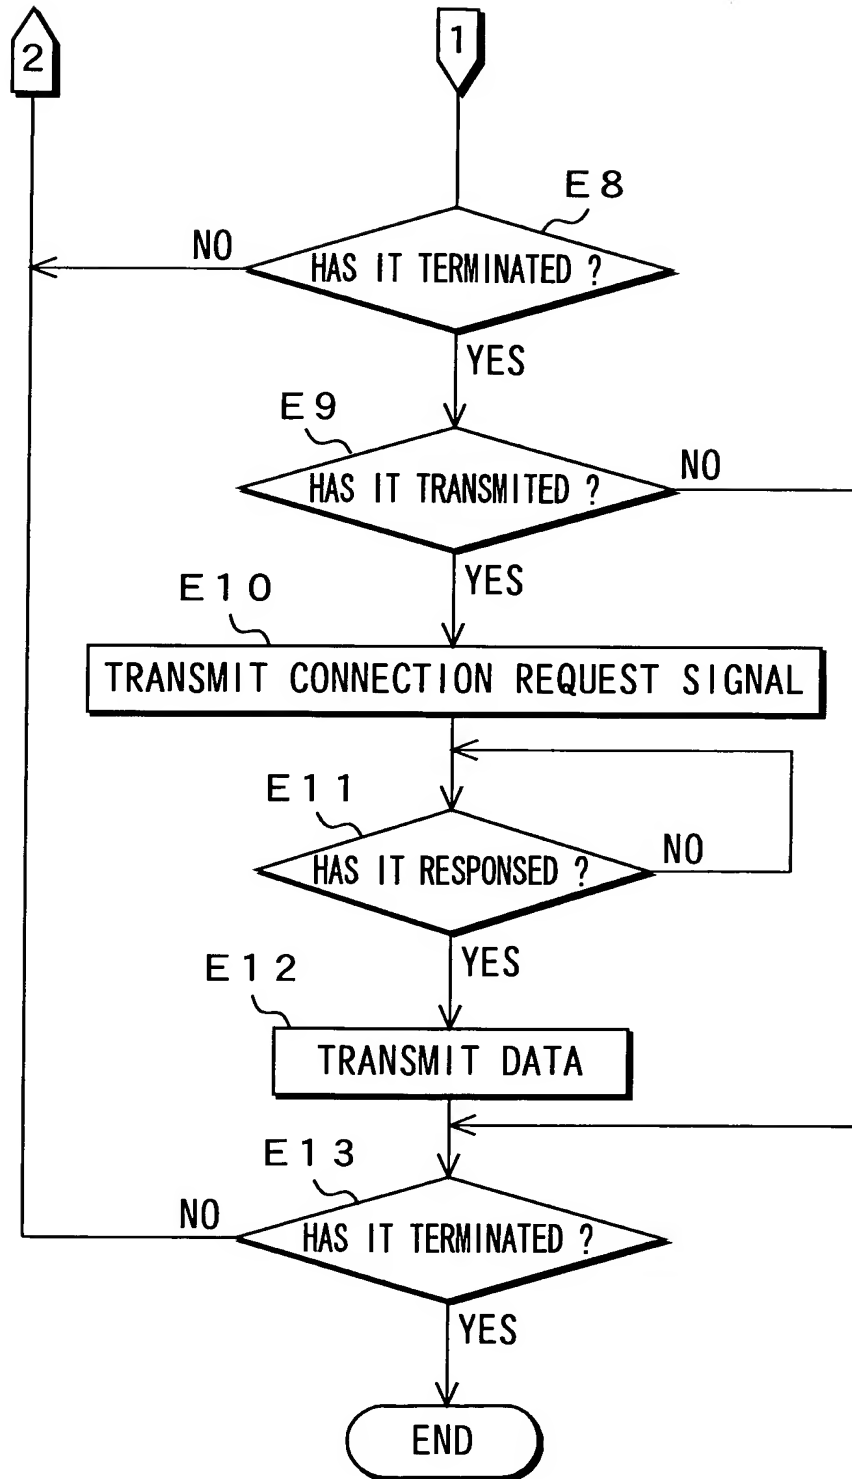 2
1
E8
NO
HAS IT TERMINATED ?
YES
E9
NO
HAS IT TRANSMITED ?
YES
E10
TRANSMIT CONNECTION REQUEST SIGNAL
E11
HAS IT RESPONSED ?
NO
YES
E12
TRANSMIT DATA
E13
NO
HAS IT TERMINATED ?
YES
END